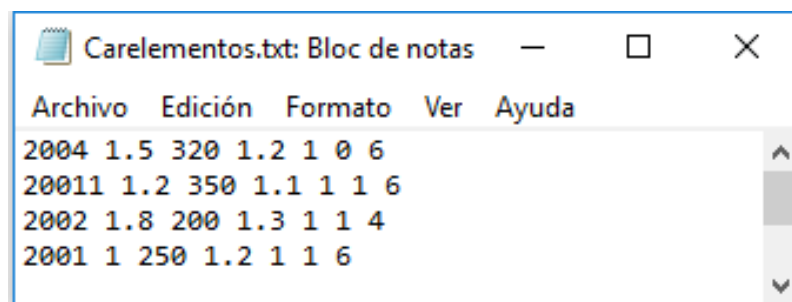 Carelementos.txt: Bloc de notas
Archivo Edición Formato Ver Ayuda
2004 1.5 320 1.2 1 0 6
20011 1.2 350 1.1 1 1 6
2002 1.8 200 1.3 1 1 4
2001 1 250 1.2 1 1 6